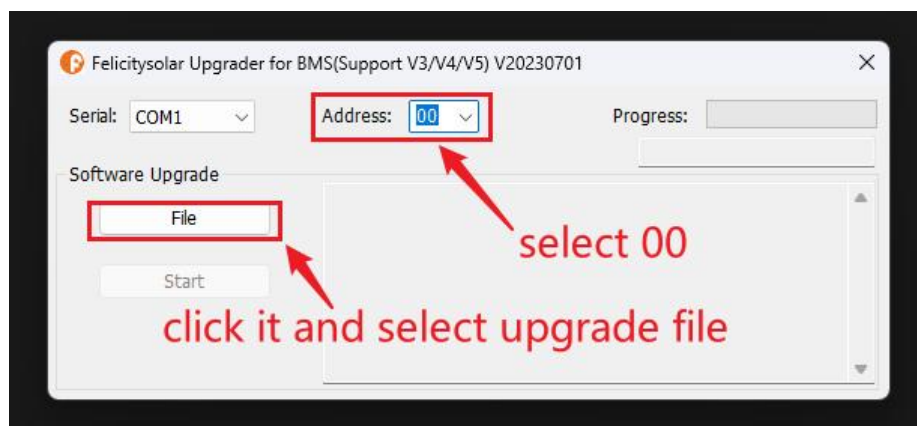 Felicitysolar Upgrader for BMS(Support V3/V4/V5) V20230701
Serial: COM1 Address: 00 Progress:
Software Upgrade
File
select 00
Start
click it and select upgrade file